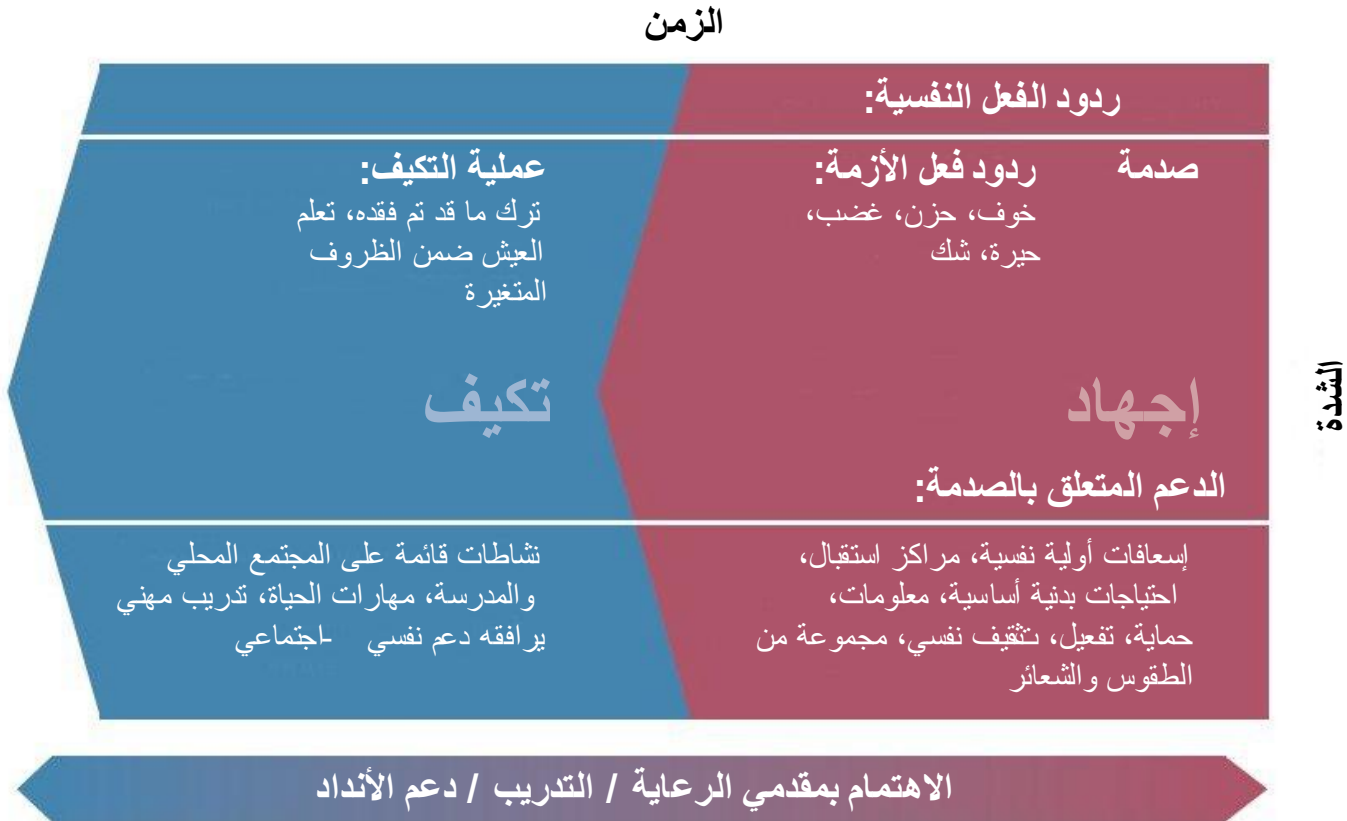 الزمن
ردود الفعل النفسية:
صدمة
ردود فعل الأزمة:
خوف، حزن، غضب،
حيرة، شك
عملية التكيف:
ترك ما قد تم فقده، تعلم
العيش ضمن الظروف
المتغيرة
إجهاد
تكيف
الشدة
الدعم المتعلق بالصدمة:
إسعافات أولية نفسية، مراكز استقبال،
احتياجات بدنية أساسية، معلومات،
حماية، تفعيل، تثقيف نفسي، مجموعة من
الطقوس والشعائر
نشاطات قائمة على المجتمع المحلي
والمدرسة، مهارات الحياة، تدريب مهني
يرافقه دعم نفسي -اجتماعي
الاهتمام بمقدمي الرعاية / التدريب / دعم الأنداد